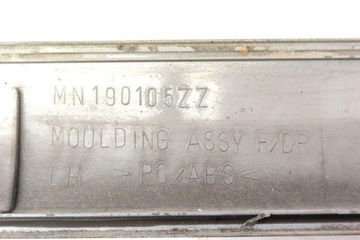 MN190105ZZ
MOULDING ASSY F/DR
LH >PC/ABS<